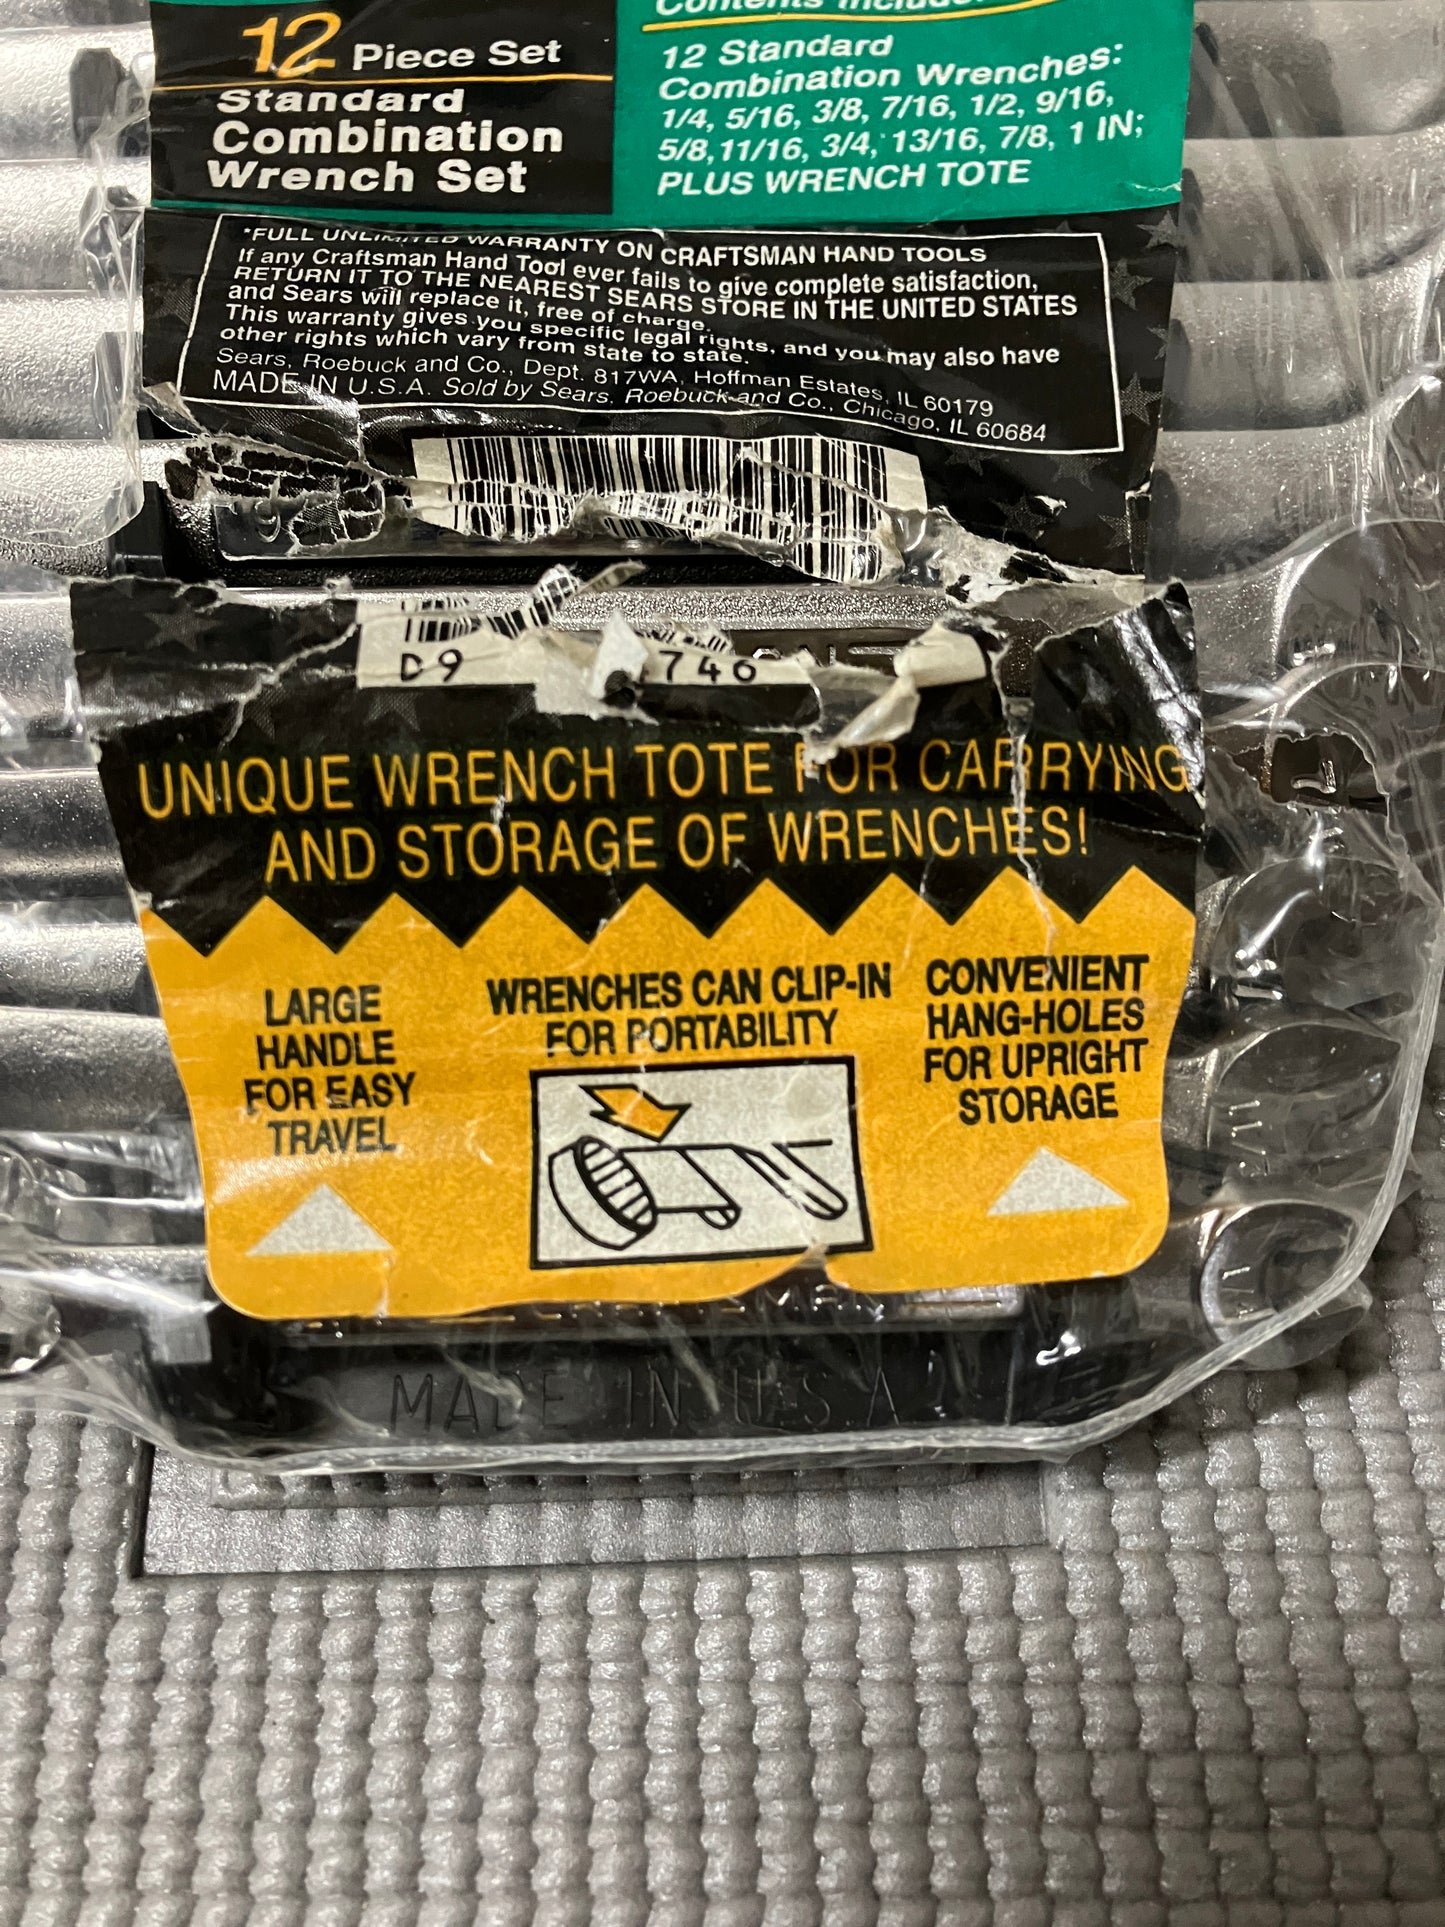 12 Piece Set
Standard
Combination
Wrench Set
Contents Include
12 Standard
Combination Wrenches:
1/4, 5/16, 3/8, 7/16, 1/2, 9/16,
5/8, 11/16, 3/4, 13/16, 7/8, 1 IN;
PLUS WRENCH TOTE
*FULL UNLIMITED WARRANTY ON CRAFTSMAN HAND TOOLS
If any Craftsman Hand Tool ever fails to give complete satisfaction,
RETURN IT TO THE NEAREST SEARS STORE IN THE UNITED STATES
and Sears will replace it, free of charge.
This warranty gives you specific legal rights, and you may also have
other rights which vary from state to state.
Sears, Roebuck and Co., Dept. 817WA, Hoffman Estates, IL 60179
MADE IN U.S.A. Sold by Sears, Roebuck and Co., Chicago, IL 60684
D9 746
UNIQUE WRENCH TOTE FOR CARRYING
AND STORAGE OF WRENCHES!
LARGE
HANDLE
FOR EASY
TRAVEL
WRENCHES CAN CLIP-IN
FOR PORTABILITY
CONVENIENT
HANG-HOLES
FOR UPRIGHT
STORAGE
CRAFTSMAN
MADE IN U.S.A.